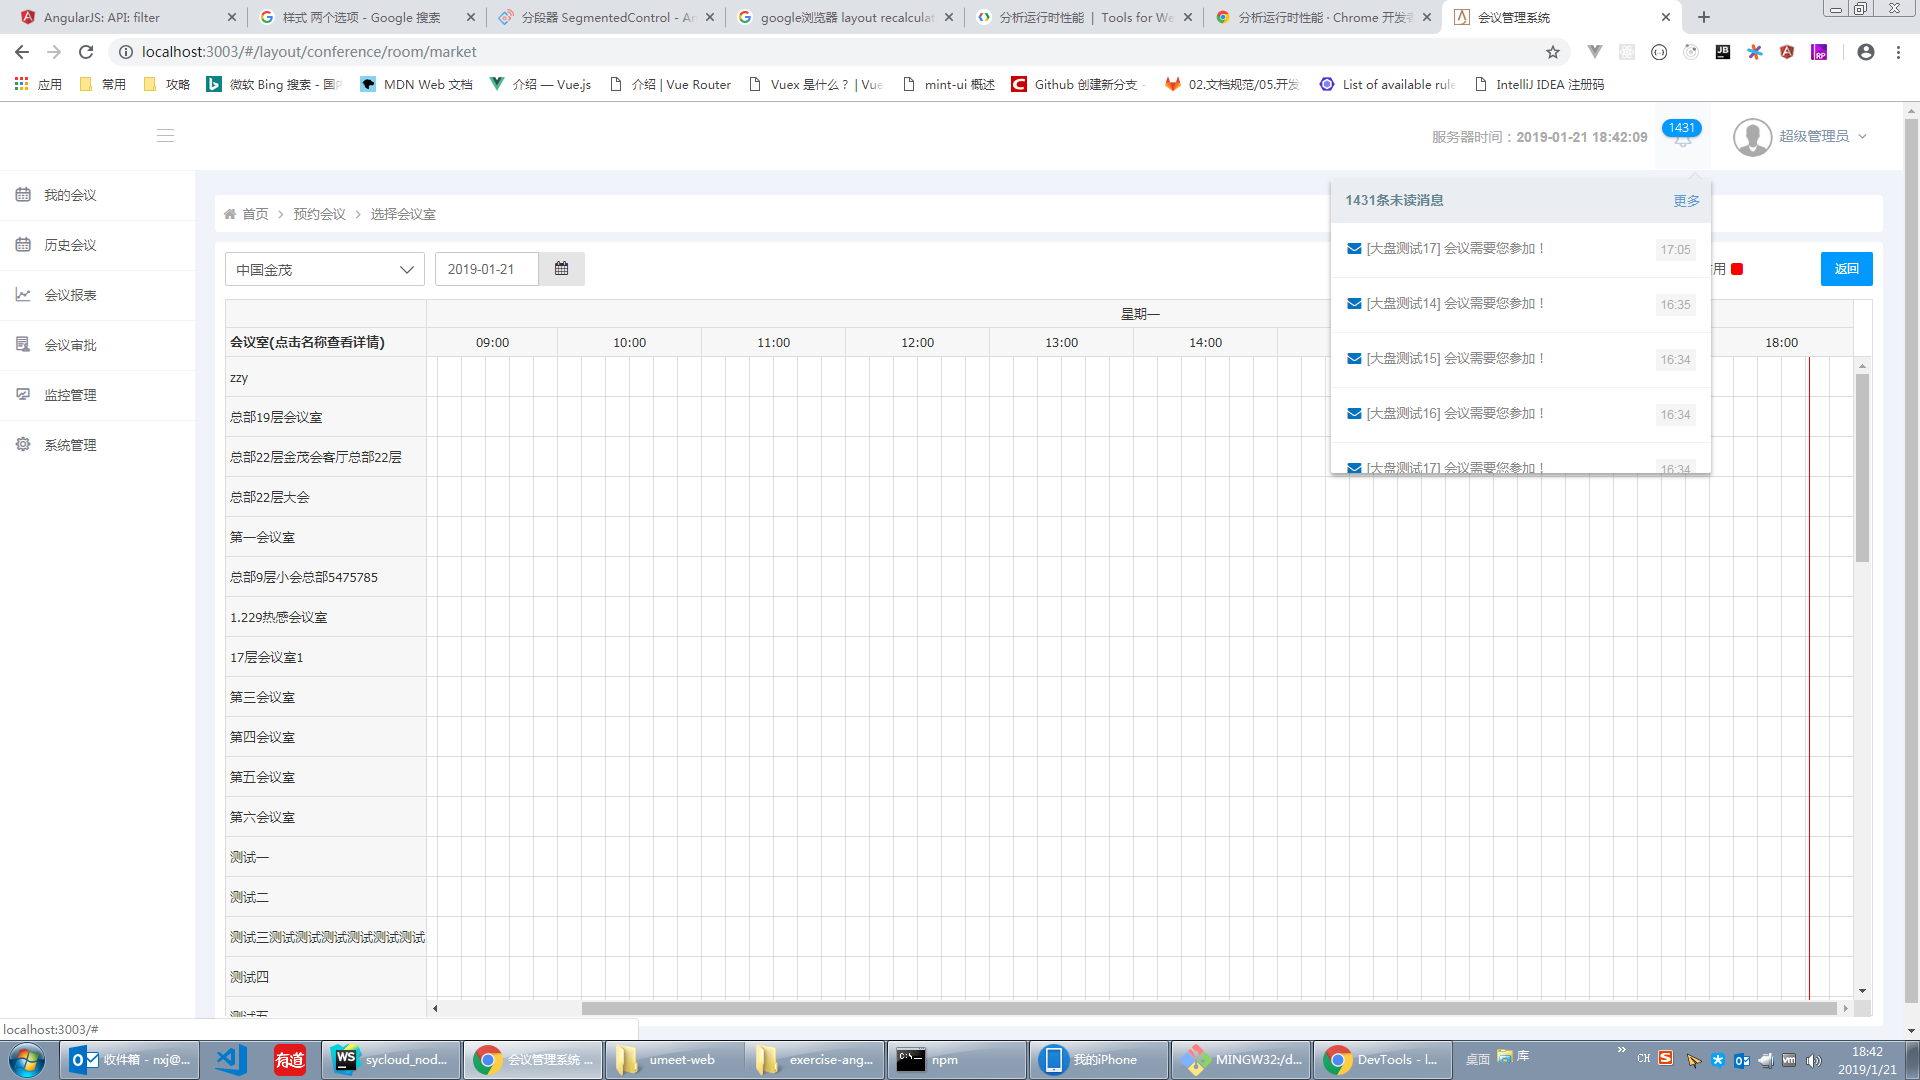 AngularJS: API: filter
样式 两个选项 - Google 搜索
分段器 SegmentedControl - An
google浏览器 layout recalculat
分析运行时性能 | Tools for We
分析运行时性能 · Chrome 开发者
会议管理系统
localhost:3003/#/layout/conference/room/market
应用
常用
攻略
微软 Bing 搜索 - 国内
MDN Web 文档
介绍 — Vue.js
介绍 | Vue Router
Vuex 是什么？ | Vue
mint-ui 概述
Github 创建新分支 -
02.文档规范/05.开发
List of available rule
IntelliJ IDEA 注册码
服务器时间：2019-01-21 18:42:09
1431
超级管理员
我的会议
历史会议
会议报表
会议审批
监控管理
系统管理
首页 > 预约会议 > 选择会议室
中国金茂
2019-01-21
用
返回
1431条未读消息
更多
[大盘测试17] 会议需要您参加！ 17:05
[大盘测试14] 会议需要您参加！ 16:35
[大盘测试15] 会议需要您参加！ 16:34
[大盘测试16] 会议需要您参加！ 16:34
[大盘测试17] 会议需要您参加！ 16:34
星期一
会议室(点击名称查看详情)
09:00
10:00
11:00
12:00
13:00
14:00
18:00
zzy
总部19层会议室
总部22层金茂会客厅总部22层
总部22层大会
第一会议室
总部9层小会总部5475785
1.229热感会议室
17层会议室1
第三会议室
第四会议室
第五会议室
第六会议室
测试一
测试二
测试三测试测试测试测试测试测试
测试四
测试五
localhost:3003/#
收件箱 - nxj@...
有道
WS
sycloud_nod...
会议管理系统 ...
umeet-web
exercise-ang...
npm
我的iPhone
MINGW32:/d...
DevTools - l...
桌面
库
CH
18:42
2019/1/21